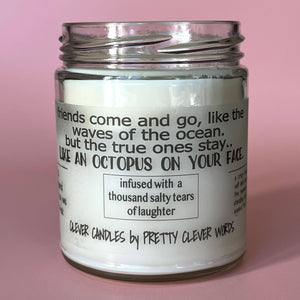 friends come and go, like the
waves of the ocean.
but the true ones stay..
LIKE AN OCTOPUS ON YOUR FACE.
infused with a
thousand salty tears
of laughter
CLEVER CANDLES by PRETTY CLEVER WORDS